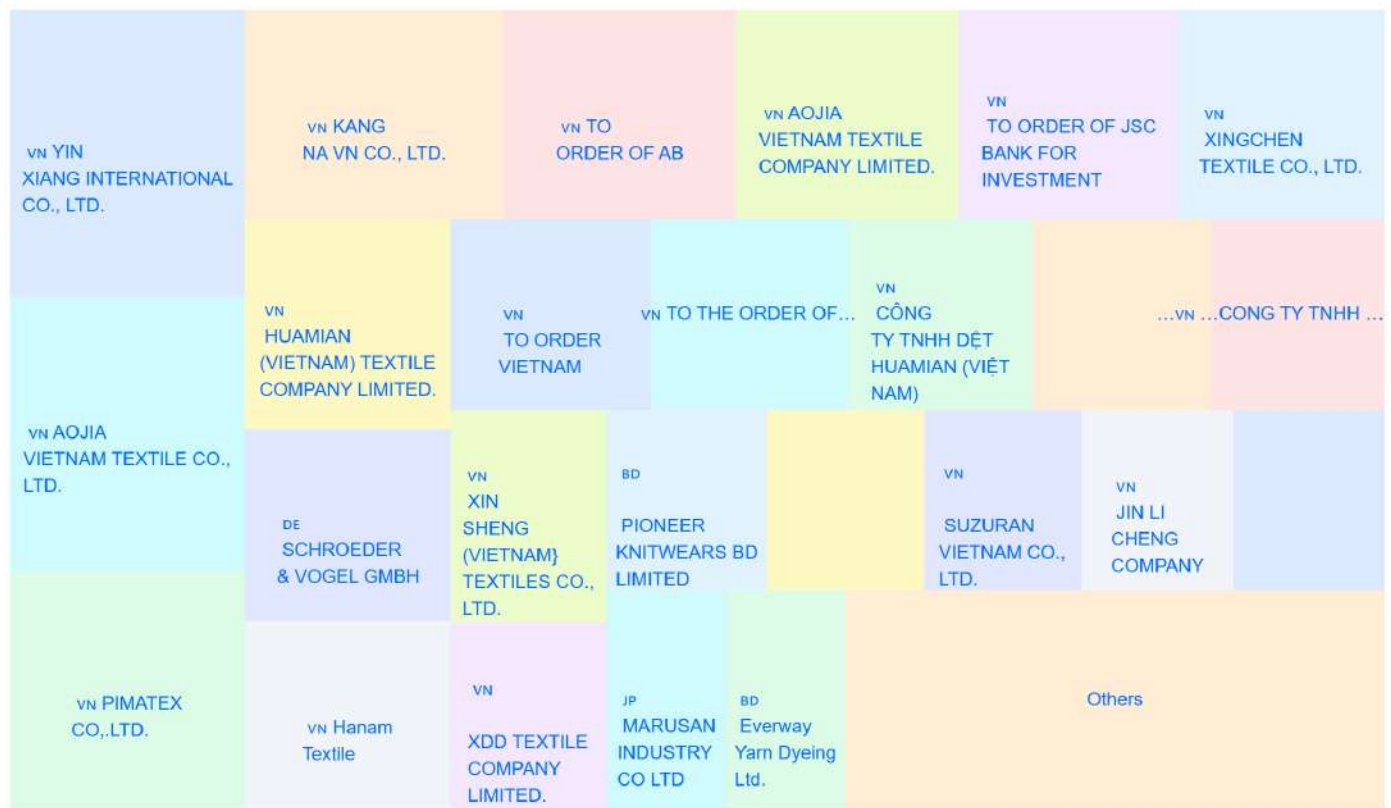 VN YIN
XIANG INTERNATIONAL
CO., LTD.
VN KANG
NA VN CO., LTD.
VN TO
ORDER OF AB
VN AOJIA
VIETNAM TEXTILE
COMPANY LIMITED.
VN
TO ORDER OF JSC
BANK FOR
INVESTMENT
VN
XINGCHEN
TEXTILE CO., LTD.
VN
HUAMIAN
(VIETNAM) TEXTILE
COMPANY LIMITED.
VN
TO ORDER
VIETNAM
VN TO THE ORDER OF...
VN
CÔNG
TY TNHH DỆT
HUAMIAN (VIỆT
NAM)
...VN ...CONG TY TNHH ...
VN AOJIA
VIETNAM TEXTILE CO.,
LTD.
DE
SCHROEDER
& VOGEL GMBH
VN
XIN
SHENG
(VIETNAM}
TEXTILES CO.,
LTD.
BD
PIONEER
KNITWEARS BD
LIMITED
VN
SUZURAN
VIETNAM CO.,
LTD.
VN
JIN LI
CHENG
COMPANY
VN PIMATEX
CO,.LTD.
VN Hanam
Textile
VN
XDD TEXTILE
COMPANY
LIMITED.
JP
MARUSAN
INDUSTRY
CO LTD
BD
Everway
Yarn Dyeing
Ltd.
Others